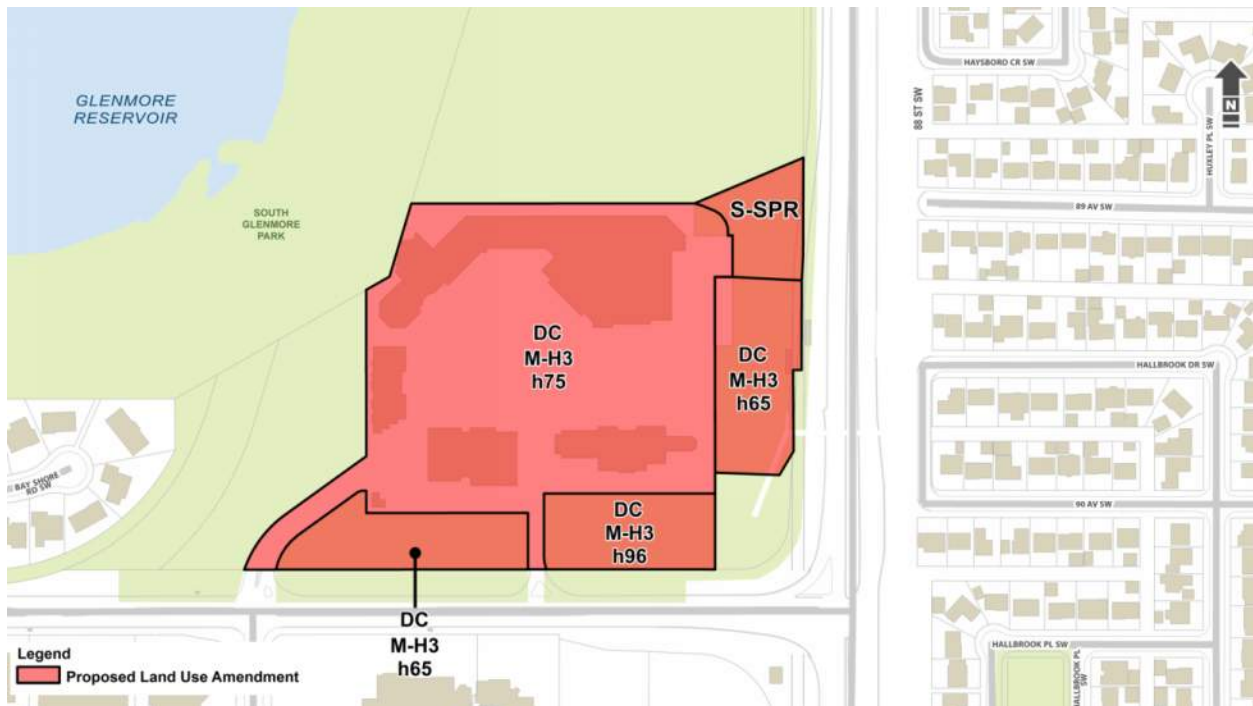 GLENMORE
RESERVOIR
SOUTH
GLENMORE
PARK
HAYSBORO CR SW
88 ST SW
N
HUXLEY PL SW
89 AV SW
S-SPR
DC
M-H3
h75
DC
M-H3
h65
HALLBROOK DR SW
BAY SHORE
RD SW
90 AV SW
DC
M-H3
h96
DC
M-H3
h65
HALLBROOK PL SW
HALLBROOK PL
SW
Legend
Proposed Land Use Amendment